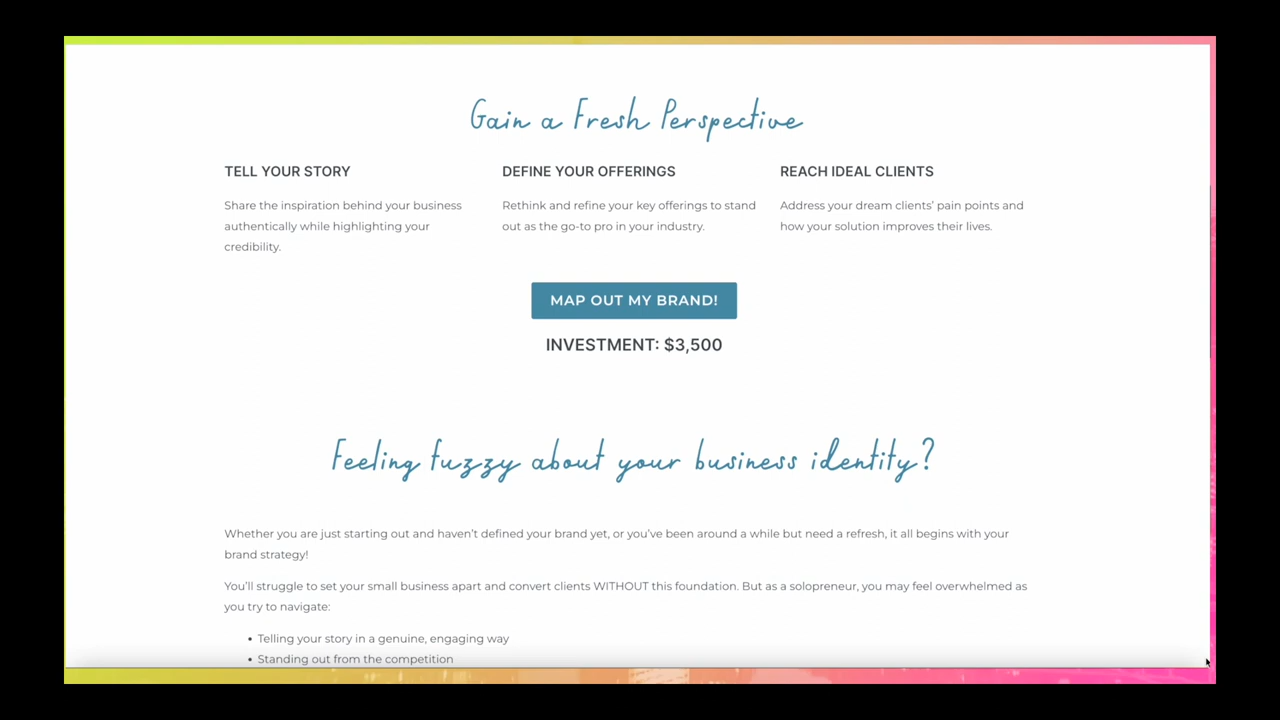 Gain a Fresh Perspective
TELL YOUR STORY
Share the inspiration behind your business
authentically while highlighting your
credibility.
DEFINE YOUR OFFERINGS
Rethink and refine your key offerings to stand
out as the go-to pro in your industry.
REACH IDEAL CLIENTS
Address your dream clients' pain points and
how your solution improves their lives.
MAP OUT MY BRAND!
INVESTMENT: $3,500
Feeling fuzzy about your business identity?
Whether you are just starting out and haven't defined your brand yet, or you've been around a while but need a refresh, it all begins with your
brand strategy!
You'll struggle to set your small business apart and convert clients WITHOUT this foundation. But as a solopreneur, you may feel overwhelmed as
you try to navigate:
• Telling your story in a genuine, engaging way
• Standing out from the competition